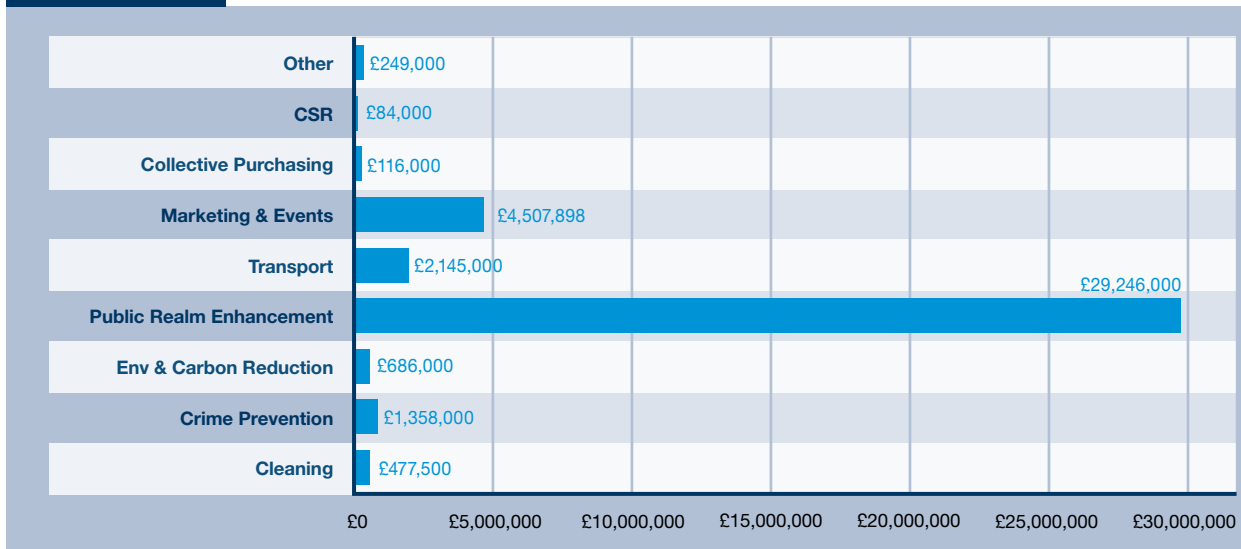 Other £249,000
CSR £84,000
Collective Purchasing £116,000
Marketing & Events £4,507,898
Transport £2,145,000
£29,246,000
Public Realm Enhancement
Env & Carbon Reduction £686,000
Crime Prevention £1,358,000
Cleaning £477,500
£0 £5,000,000 £10,000,000 £15,000,000 £20,000,000 £25,000,000 £30,000,000